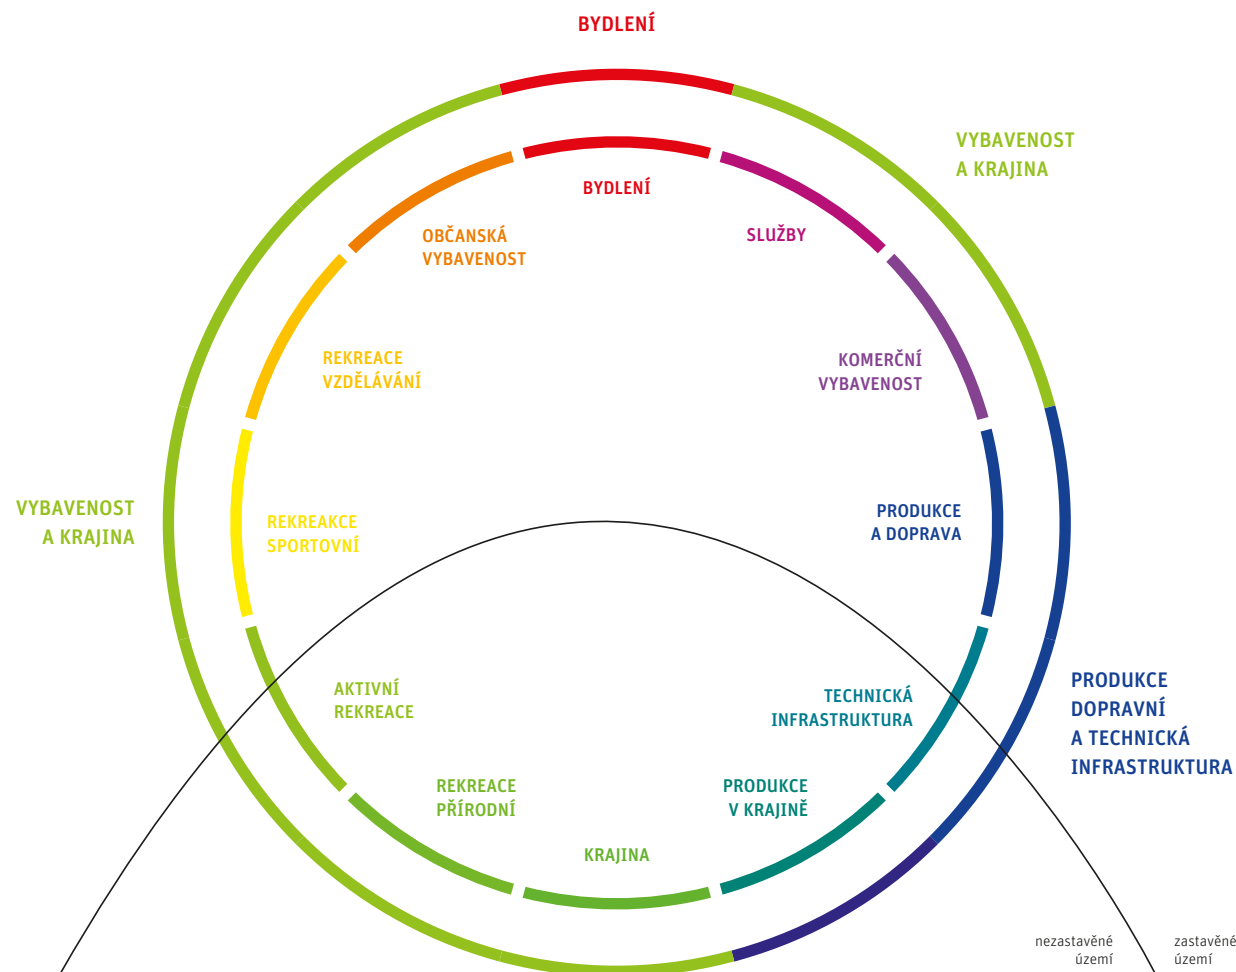 BYDLENÍ
VYBAVENOST
A KRAJINA
BYDLENÍ
OBČANSKÁ
VYBAVENOST
SLUŽBY
REKREACE
VZDĚLÁVÁNÍ
KOMERČNÍ
VYBAVENOST
VYBAVENOST
A KRAJINA
REKREAKCE
SPORTOVNÍ
PRODUKCE
A DOPRAVA
AKTIVNÍ
REKREACE
TECHNICKÁ
INFRASTRUKTURA
PRODUKCE
DOPRAVNÍ
A TECHNICKÁ
INFRASTRUKTURA
REKREACE
PŘÍRODNÍ
PRODUKCE
V KRAJINĚ
KRAJINA
nezastavěné
území
zastavěné
území